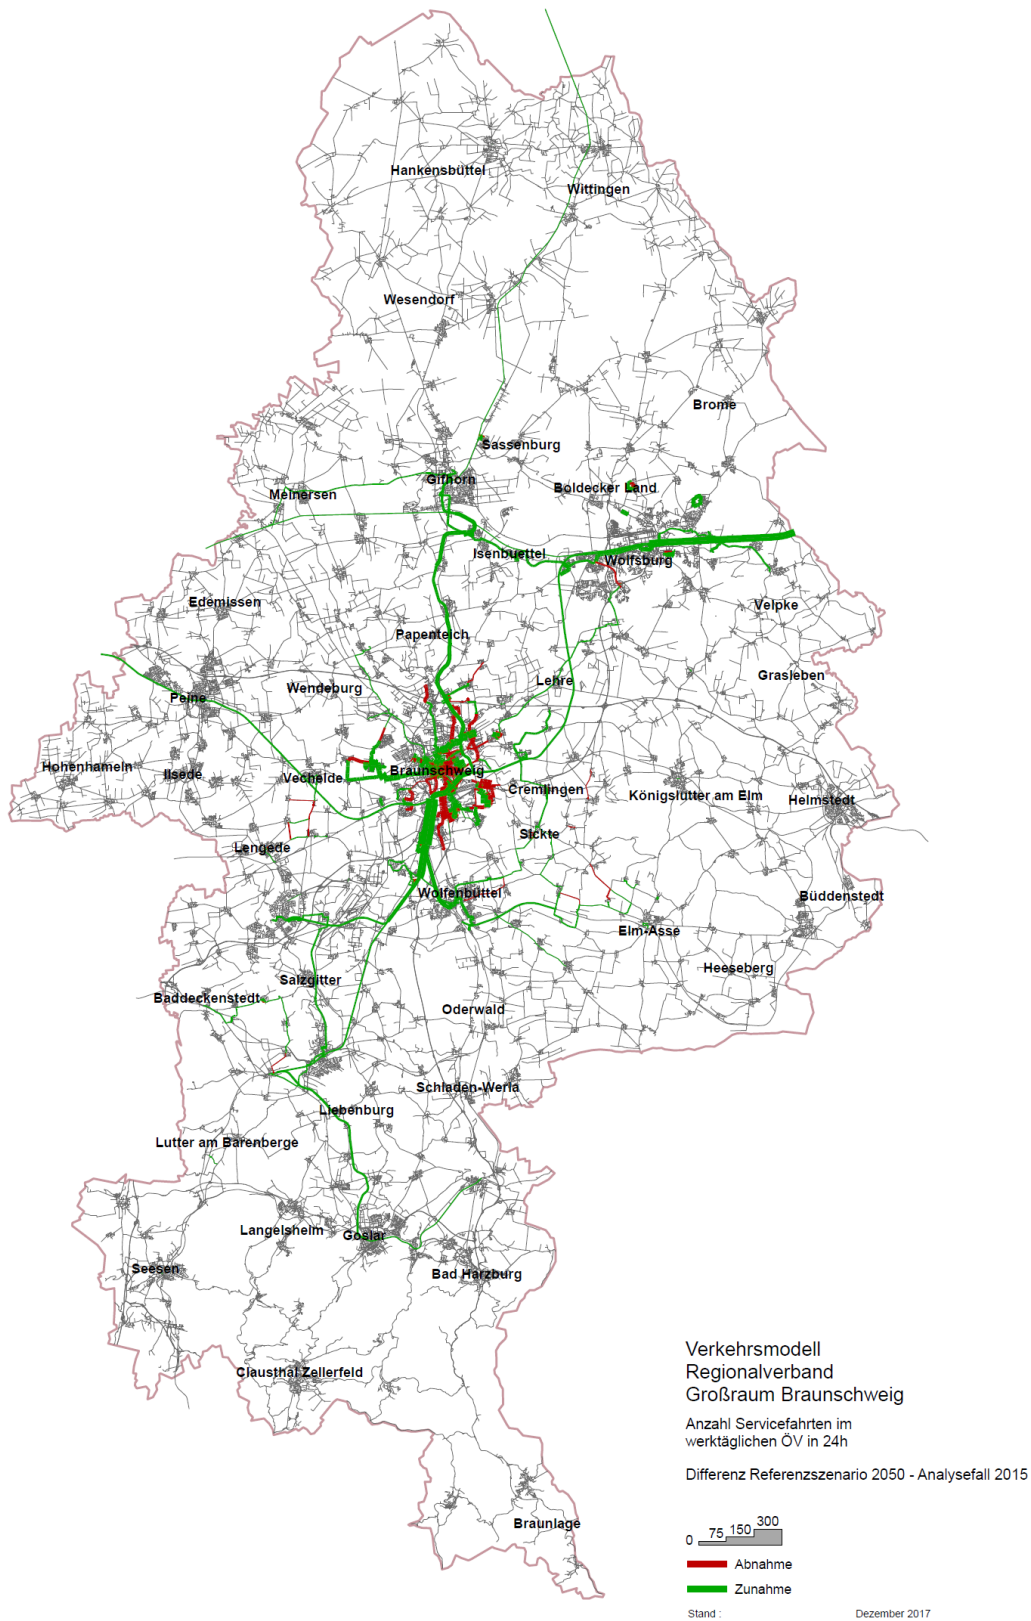 Hankensbüttel
Wittingen
Wesendorf
Brome
Sassenburg
Gifhorn
Boldecker Land
Meinersen
Isenbuettel
Wolfsburg
Edemissen
Velpke
Papenteich
Grasleben
Lehre
Wendeburg
Peine
Hohenhameln
Ilsede
Vechelde
Braunschweig
Cremlingen
Königslutter am Elm
Helmstedt
Sickte
Lengede
Wolfenbüttel
Büddenstedt
Elm-Asse
Heeseberg
Salzgitter
Baddeckenstedt
Oderwald
Schladen-Werla
Liebenburg
Lutter am Barenberge
Langelsheim
Goslar
Seesen
Bad Harzburg
Clausthal Zellerfeld
Braunlage
Verkehrsmodell
Regionalverband
Großraum Braunschweig
Anzahl Servicefahrten im
werktäglichen ÖV in 24h
Differenz Referenzszenario 2050 - Analysefall 2015
0 75 150 300
Abnahme
Zunahme
Stand : Dezember 2017